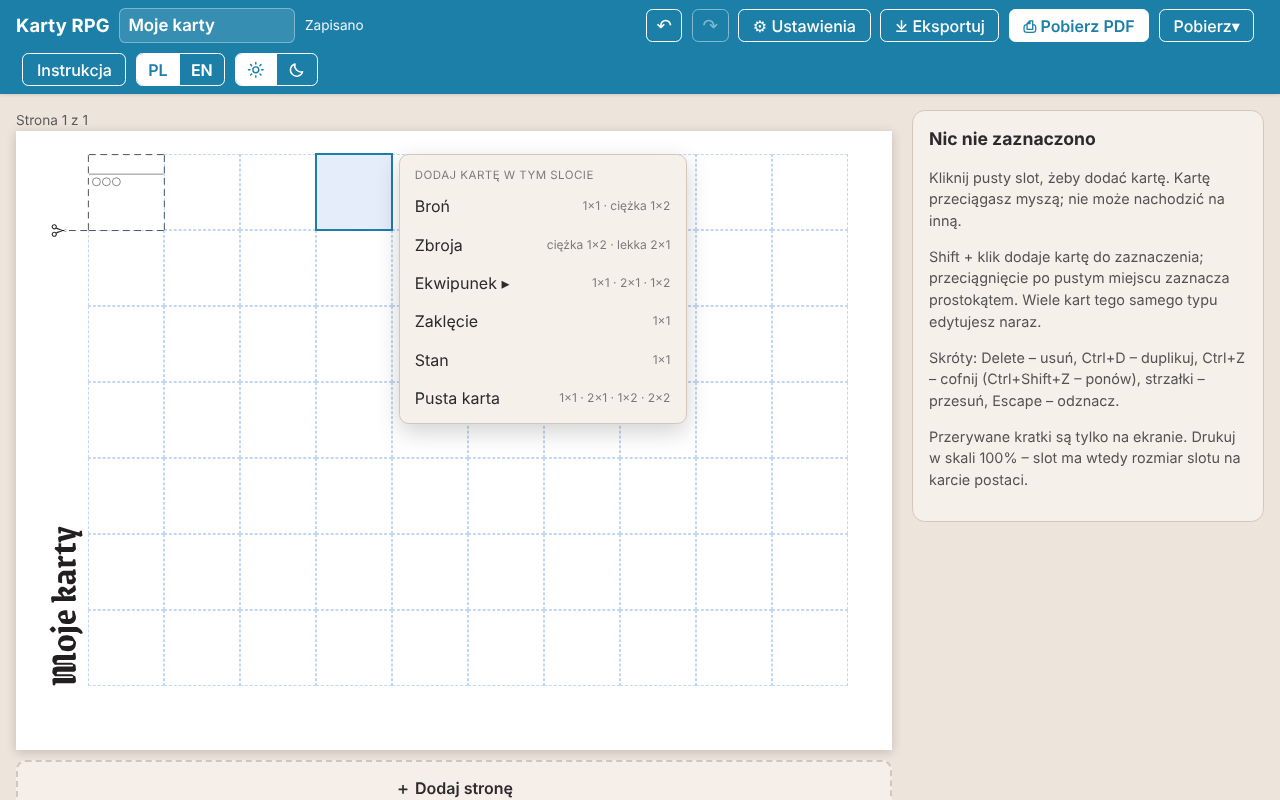 Karty RPG
Moje karty
Zapisano
↶
↷
⚙ Ustawienia
Eksportuj
⎙ Pobierz PDF
Pobierz▾
Instrukcja
PL
EN
Strona 1 z 1
DODAJ KARTĘ W TYM SLOCIE
Broń 1×1 · ciężka 1×2
Zbroja ciężka 1×2 · lekka 2×1
Ekwipunek ▸ 1×1 · 2×1 · 1×2
Zaklęcie 1×1
Stan 1×1
Pusta karta 1×1 · 2×1 · 1×2 · 2×2
Moje karty
+ Dodaj stronę
Nic nie zaznaczono
Kliknij pusty slot, żeby dodać kartę. Kartę
przeciągasz myszą; nie może nachodzić na
inną.
Shift + klik dodaje kartę do zaznaczenia;
przeciągnięcie po pustym miejscu zaznacza
prostokątem. Wiele kart tego samego typu
edytujesz naraz.
Skróty: Delete – usuń, Ctrl+D – duplikuj, Ctrl+Z
– cofnij (Ctrl+Shift+Z – ponów), strzałki –
przesuń, Escape – odznacz.
Przerywane kratki są tylko na ekranie. Drukuj
w skali 100% – slot ma wtedy rozmiar slotu na
karcie postaci.